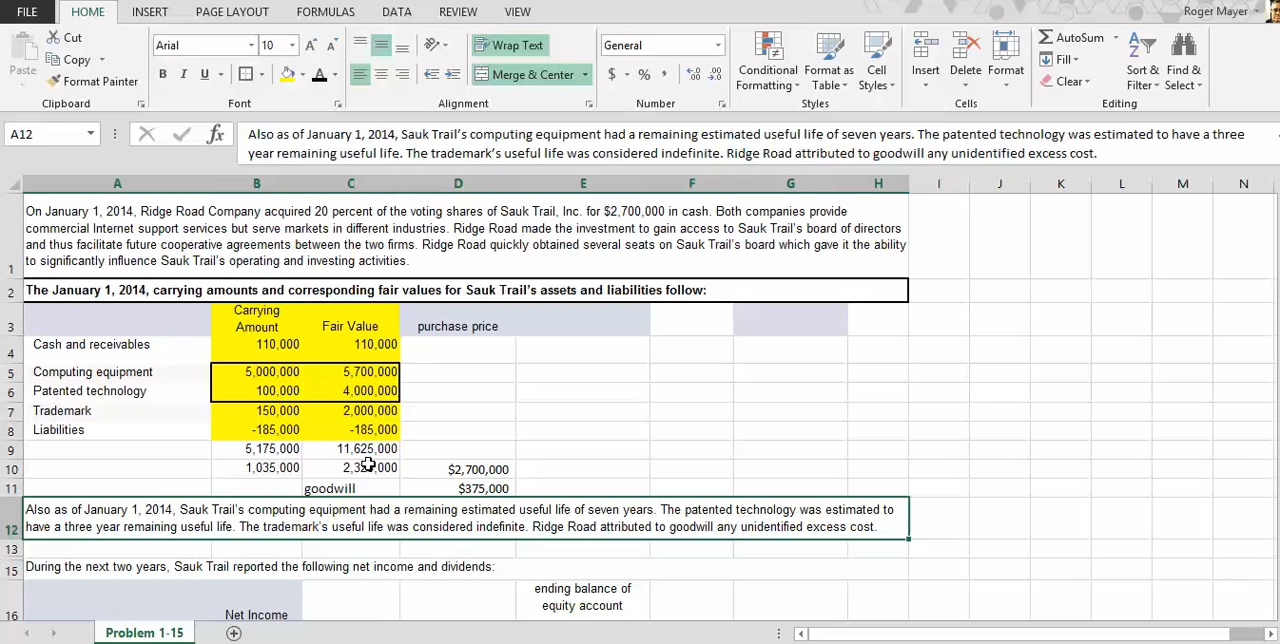 Roger Mayer
FILE HOME INSERT PAGE LAYOUT FORMULAS DATA REVIEW VIEW
Paste
Cut
Copy
Format Painter
Clipboard
Arial 10
A A
B I U A
Font
Wrap Text
Merge & Center
Alignment
General
$ % ,
Number
Conditional Formatting
Format as Table
Cell Styles
Styles
Insert Delete Format
Cells
AutoSum
Fill
Clear
Sort & Filter
Find & Select
Editing
A12
fx
Also as of January 1, 2014, Sauk Trail's computing equipment had a remaining estimated useful life of seven years. The patented technology was estimated to have a three
year remaining useful life. The trademark's useful life was considered indefinite. Ridge Road attributed to goodwill any unidentified excess cost.
A B C D E F G H I J K L M N
On January 1, 2014, Ridge Road Company acquired 20 percent of the voting shares of Sauk Trail, Inc. for $2,700,000 in cash. Both companies provide
commercial Internet support services but serve markets in different industries. Ridge Road made the investment to gain access to Sauk Trail's board of directors
and thus facilitate future cooperative agreements between the two firms. Ridge Road quickly obtained several seats on Sauk Trail's board which gave it the ability
1 to significantly influence Sauk Trail's operating and investing activities.
2 The January 1, 2014, carrying amounts and corresponding fair values for Sauk Trail's assets and liabilities follow:
Carrying
3 Amount Fair Value purchase price
4 Cash and receivables 110,000 110,000
5 Computing equipment 5,000,000 5,700,000
6 Patented technology 100,000 4,000,000
7 Trademark 150,000 2,000,000
8 Liabilities -185,000 -185,000
9 5,175,000 11,625,000
10 1,035,000 $2,700,000
11 goodwill $375,000
Also as of January 1, 2014, Sauk Trail's computing equipment had a remaining estimated useful life of seven years. The patented technology was estimated to
12 have a three year remaining useful life. The trademark's useful life was considered indefinite. Ridge Road attributed to goodwill any unidentified excess cost.
13
15 During the next two years, Sauk Trail reported the following net income and dividends:
ending balance of
equity account
16 Net Income
Problem 1-15